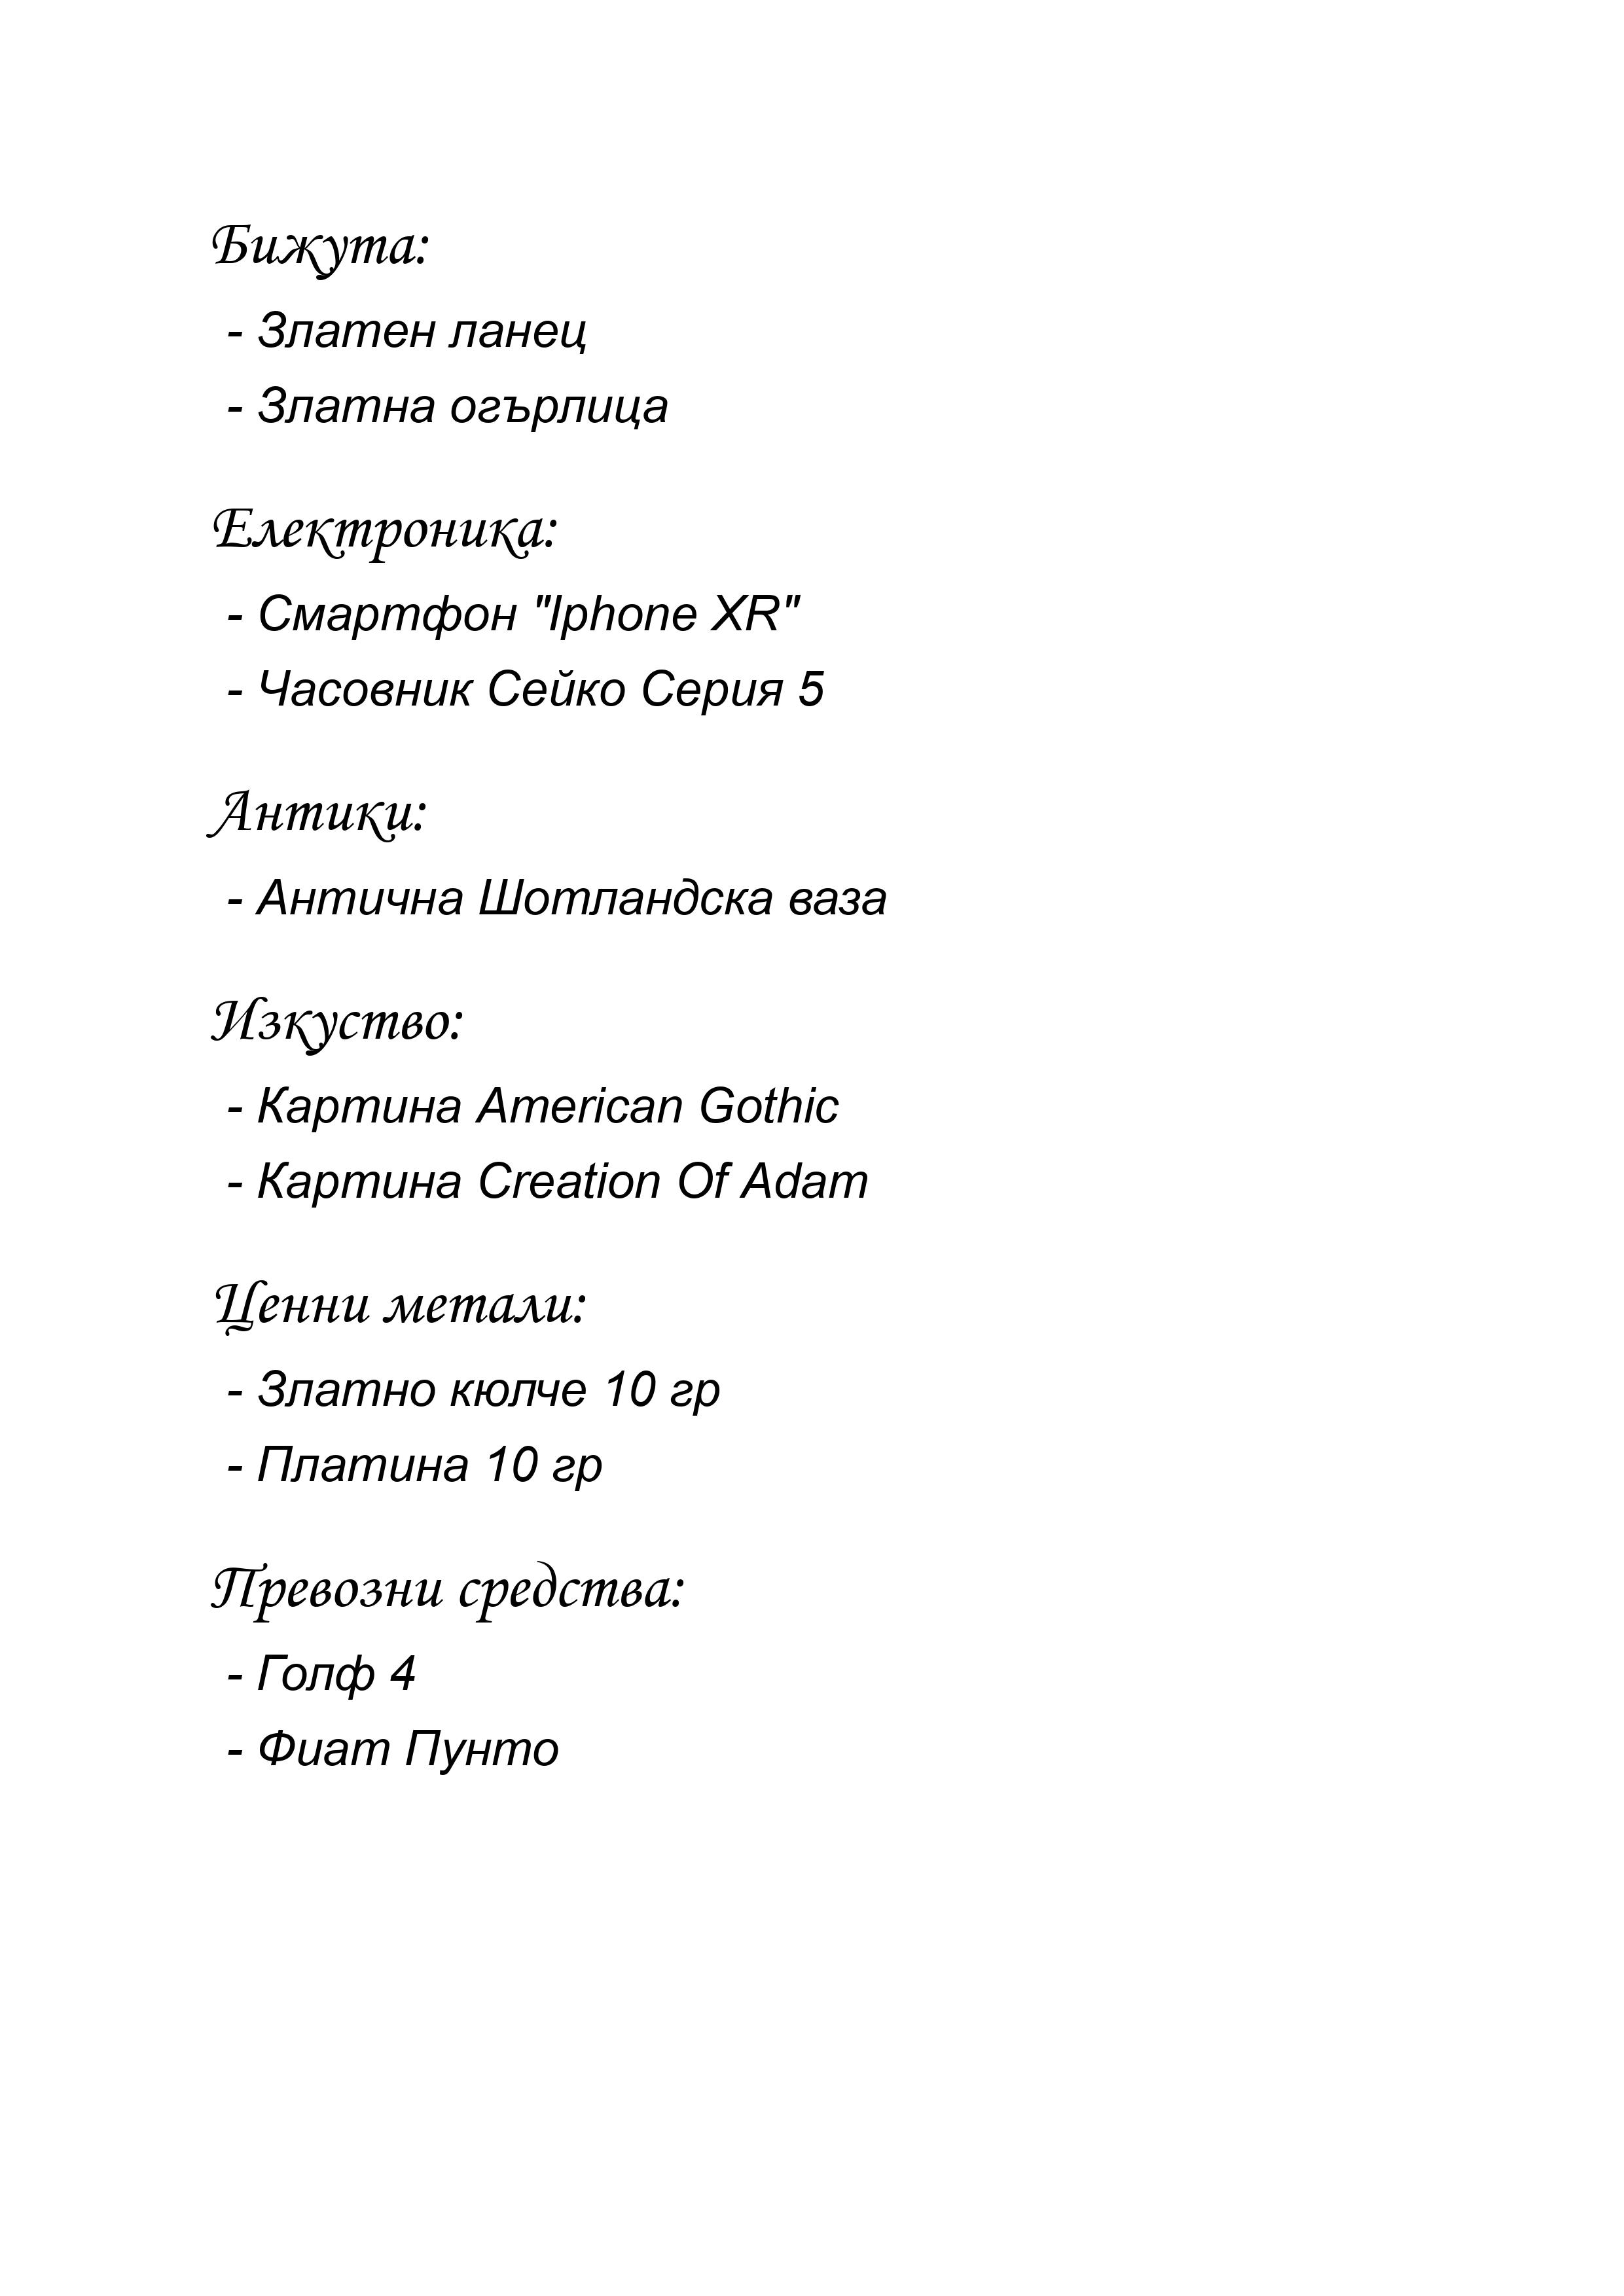 Бижута:
- Златен ланец
- Златна огърлица
Електроника:
- Смартфон "Iphone XR"
- Часовник Сейко Серия 5
Антики:
- Антична Шотландска ваза
Изкуство:
- Картина American Gothic
- Картина Creation Of Adam
Ценни метали:
- Златно кюлче 10 гр
- Платина 10 гр
Превозни средства:
- Голф 4
- Фиат Пунто